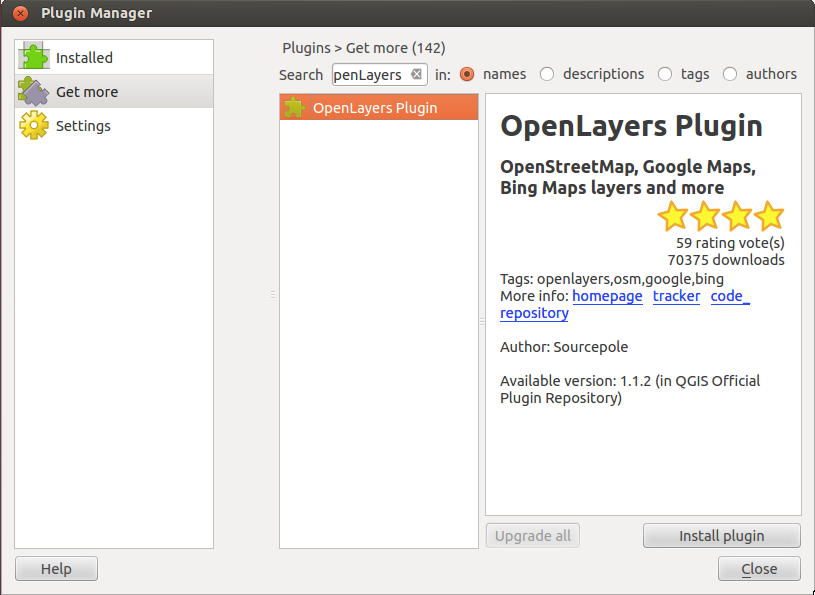 Plugin Manager
Installed
Get more
Settings
Plugins > Get more (142)
Search penLayers in: names descriptions tags authors
OpenLayers Plugin
OpenLayers Plugin
OpenStreetMap, Google Maps,
Bing Maps layers and more
59 rating vote(s)
70375 downloads
Tags: openlayers,osm,google,bing
More info: homepage tracker code_
repository
Author: Sourcepole
Available version: 1.1.2 (in QGIS Official
Plugin Repository)
Upgrade all Install plugin
Help Close